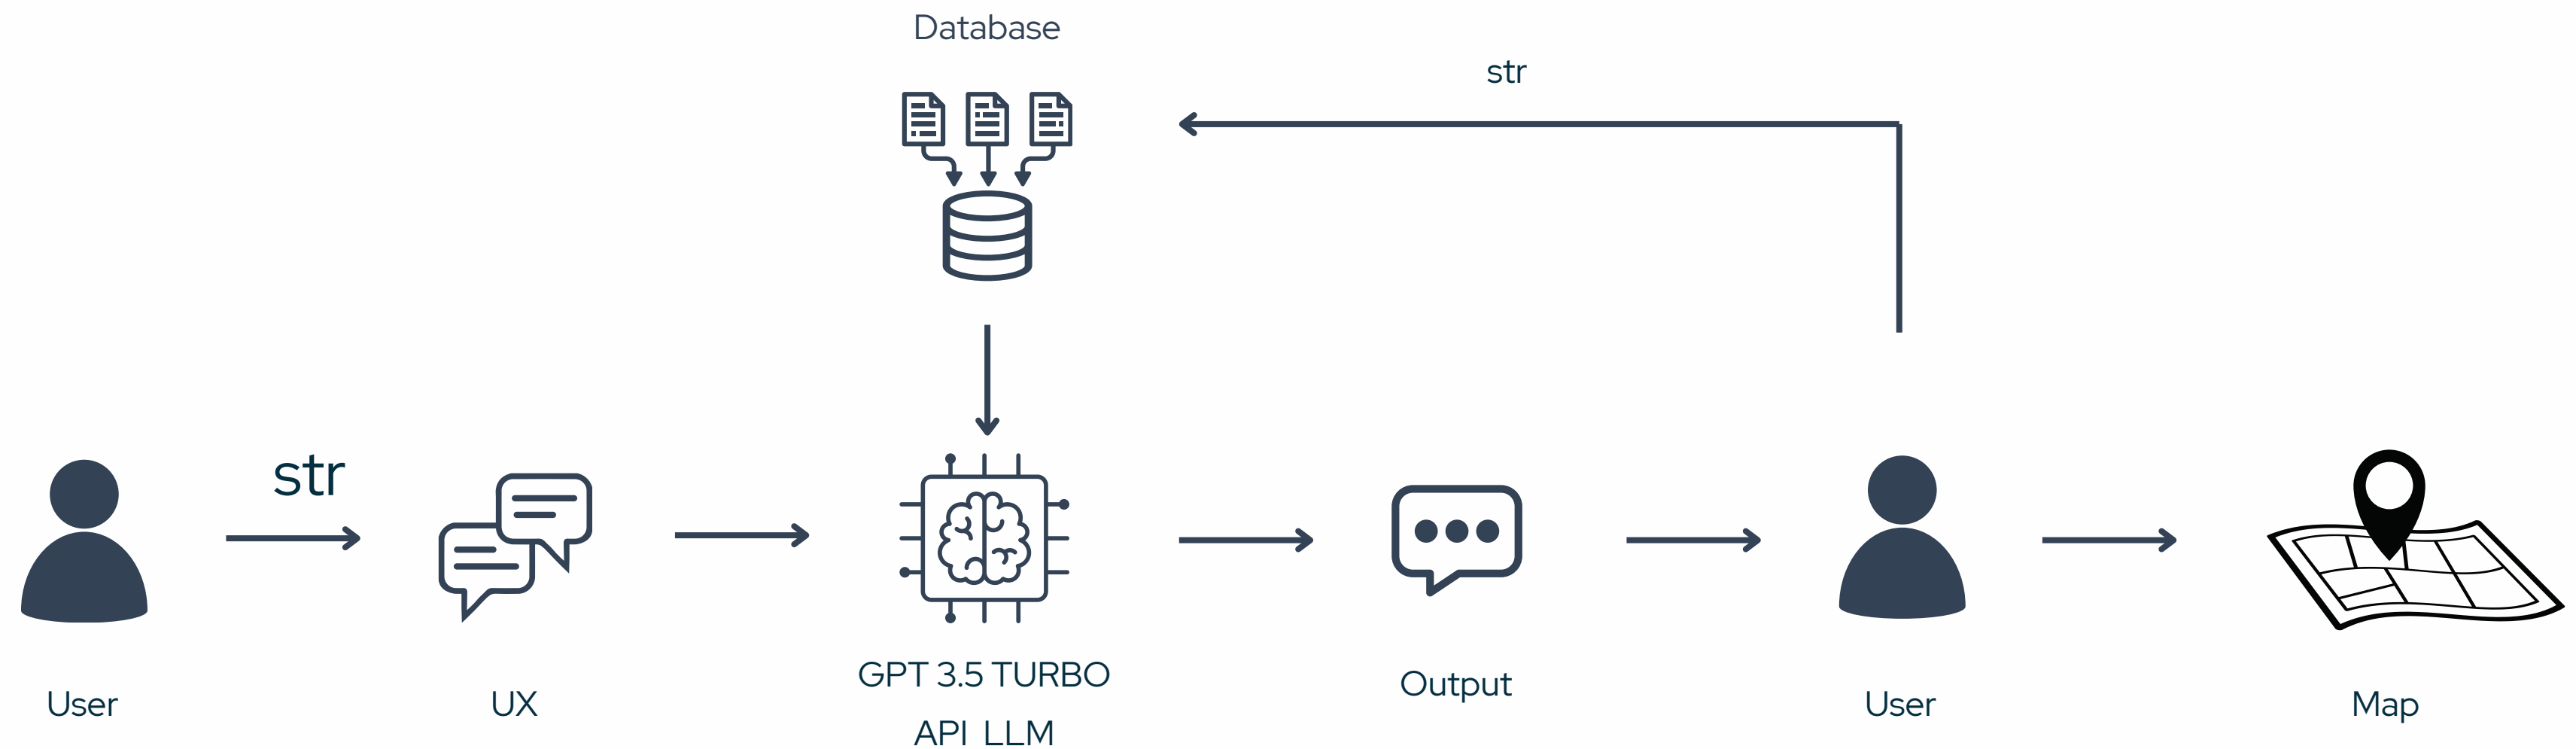 Database
str
str
User
UX
GPT 3.5 TURBO
API LLM
Output
User
Map